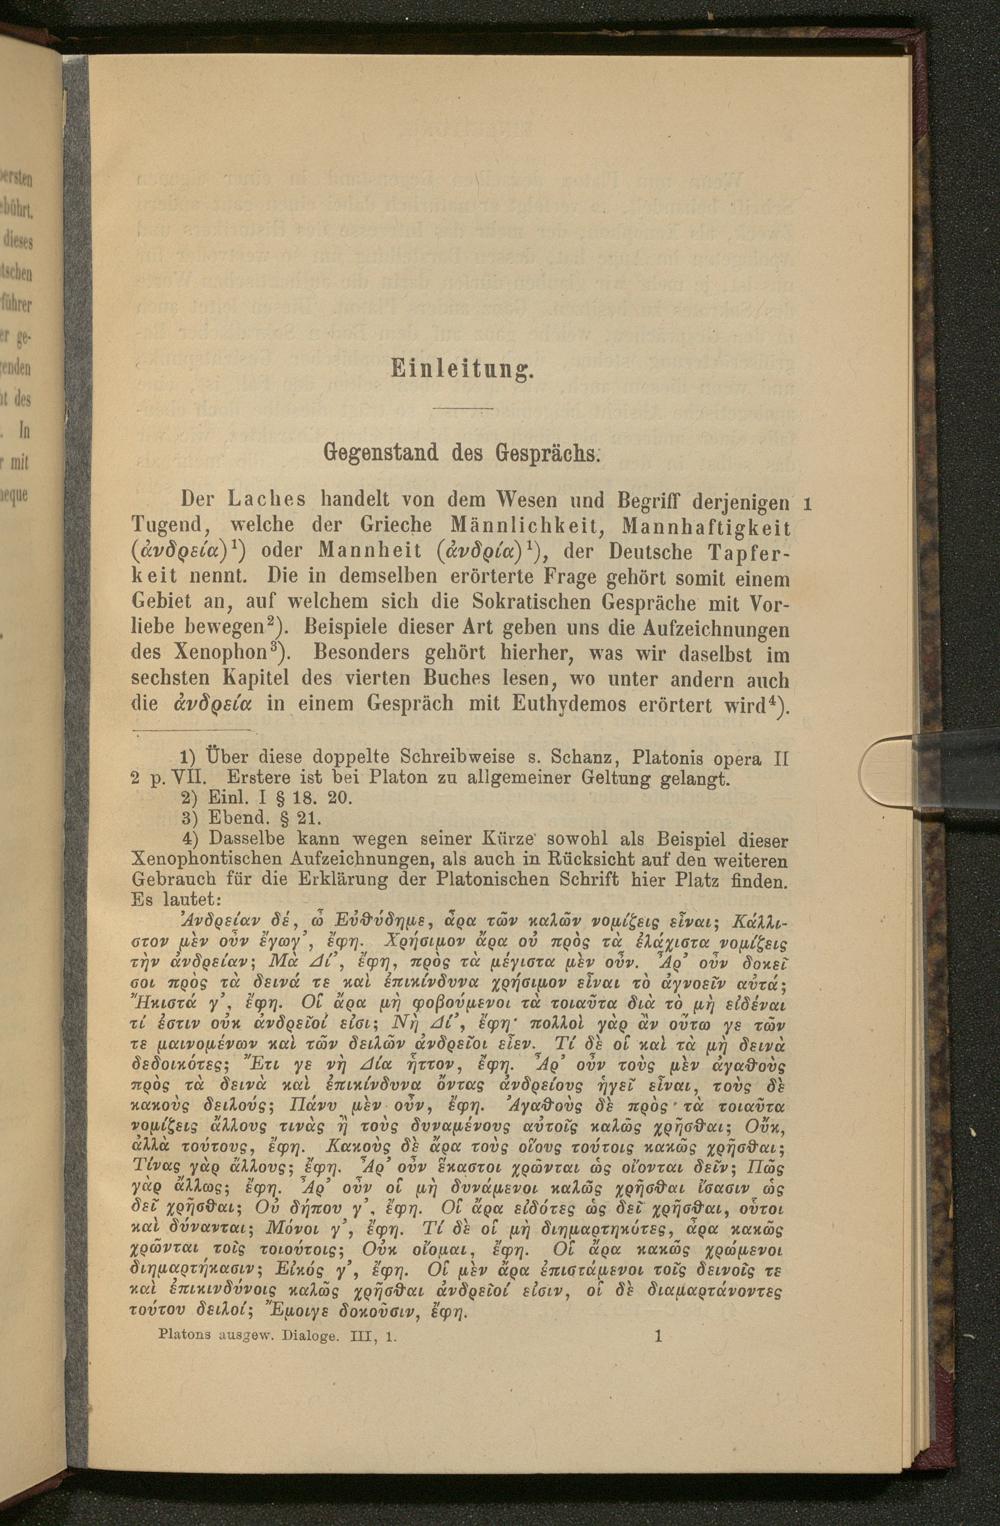 Einleitung.
Gegenstand des Gesprächs.
Der Laches handelt von dem Wesen und Begriff derjenigen 1
Tugend, welche der Grieche Männlichkeit, Mannhaftigkeit
(ἀνδρεία)¹) oder Mannheit (ἀνδρία)¹), der Deutsche Tapfer-
keit nennt. Die in demselben erörterte Frage gehört somit einem
Gebiet an, auf welchem sich die Sokratischen Gespräche mit Vor-
liebe bewegen²). Beispiele dieser Art geben uns die Aufzeichnungen
des Xenophon³). Besonders gehört hierher, was wir daselbst im
sechsten Kapitel des vierten Buches lesen, wo unter andern auch
die ἀνδρεία in einem Gespräch mit Euthydemos erörtert wird⁴).
1) Über diese doppelte Schreibweise s. Schanz, Platonis opera II
2 p. VII. Erstere ist bei Platon zu allgemeiner Geltung gelangt.
2) Einl. I § 18. 20.
3) Ebend. § 21.
4) Dasselbe kann wegen seiner Kürze sowohl als Beispiel dieser
Xenophontischen Aufzeichnungen, als auch in Rücksicht auf den weiteren
Gebrauch für die Erklärung der Platonischen Schrift hier Platz finden.
Es lautet:
Ἀνδρείαν δέ, ὦ Εὐθύδημε, ἆρα τῶν καλῶν νομίζεις εἶναι; Κάλλι-
στον μὲν οὖν ἔγωγ’, ἔφη. Χρήσιμον ἄρα οὐ πρὸς τὰ ἐλάχιστα νομίζεις
τὴν ἀνδρείαν; Μὰ Δί’, ἔφη, πρὸς τὰ μέγιστα μὲν οὖν. Ἆρ’ οὖν δοκεῖ
σοι πρὸς τὰ δεινά τε καὶ ἐπικίνδυνα χρήσιμον εἶναι τὸ ἀγνοεῖν αὐτά;
Ἥκιστά γ’, ἔφη. Οἱ ἄρα μὴ φοβούμενοι τὰ τοιαῦτα διὰ τὸ μὴ εἰδέναι
τί ἐστιν οὐκ ἀνδρεῖοί εἰσι; Νὴ Δί’, ἔφη· πολλοὶ γὰρ ἂν οὕτω γε τῶν
τε μαινομένων καὶ τῶν δειλῶν ἀνδρεῖοι εἶεν. Τί δὲ οἱ καὶ τὰ μὴ δεινὰ
δεδοικότες; Ἔτι γε νὴ Δία ἧττον, ἔφη. Ἆρ’ οὖν τοὺς μὲν ἀγαθοὺς
πρὸς τὰ δεινὰ καὶ ἐπικίνδυνα ὄντας ἀνδρείους ἡγεῖ εἶναι, τοὺς δὲ
κακοὺς δειλούς; Πάνυ μὲν οὖν, ἔφη. Ἀγαθοὺς δὲ πρὸς τὰ τοιαῦτα
νομίζεις ἄλλους τινὰς ἢ τοὺς δυναμένους αὐτοῖς καλῶς χρῆσθαι; Οὔκ,
ἀλλὰ τούτους, ἔφη. Κακοὺς δὲ ἄρα τοὺς οἵους τούτοις κακῶς χρῆσθαι;
Τίνας γὰρ ἄλλους; ἔφη. Ἆρ’ οὖν ἕκαστοι χρῶνται ὡς οἴονται δεῖν; Πῶς
γὰρ ἄλλως; ἔφη. Ἆρ’ οὖν οἱ μὴ δυνάμενοι καλῶς χρῆσθαι ἴσασιν ὡς
δεῖ χρῆσθαι; Οὐ δήπου γ’, ἔφη. Οἱ ἄρα εἰδότες ὡς δεῖ χρῆσθαι, οὗτοι
καὶ δύνανται; Μόνοι γ’, ἔφη. Τί δὲ οἱ μὴ διημαρτηκότες, ἆρα κακῶς
χρῶνται τοῖς τοιούτοις; Οὐκ οἴομαι, ἔφη. Οἱ ἄρα κακῶς χρώμενοι
διημαρτήκασιν; Εἰκός γ’, ἔφη. Οἱ μὲν ἄρα ἐπιστάμενοι τοῖς δεινοῖς τε
καὶ ἐπικινδύνοις καλῶς χρῆσθαι ἀνδρεῖοί εἰσιν, οἱ δὲ διαμαρτάνοντες
τούτου δειλοί; Ἔμοιγε δοκοῦσιν, ἔφη.
Platons ausgew. Dialoge. III, 1. 1